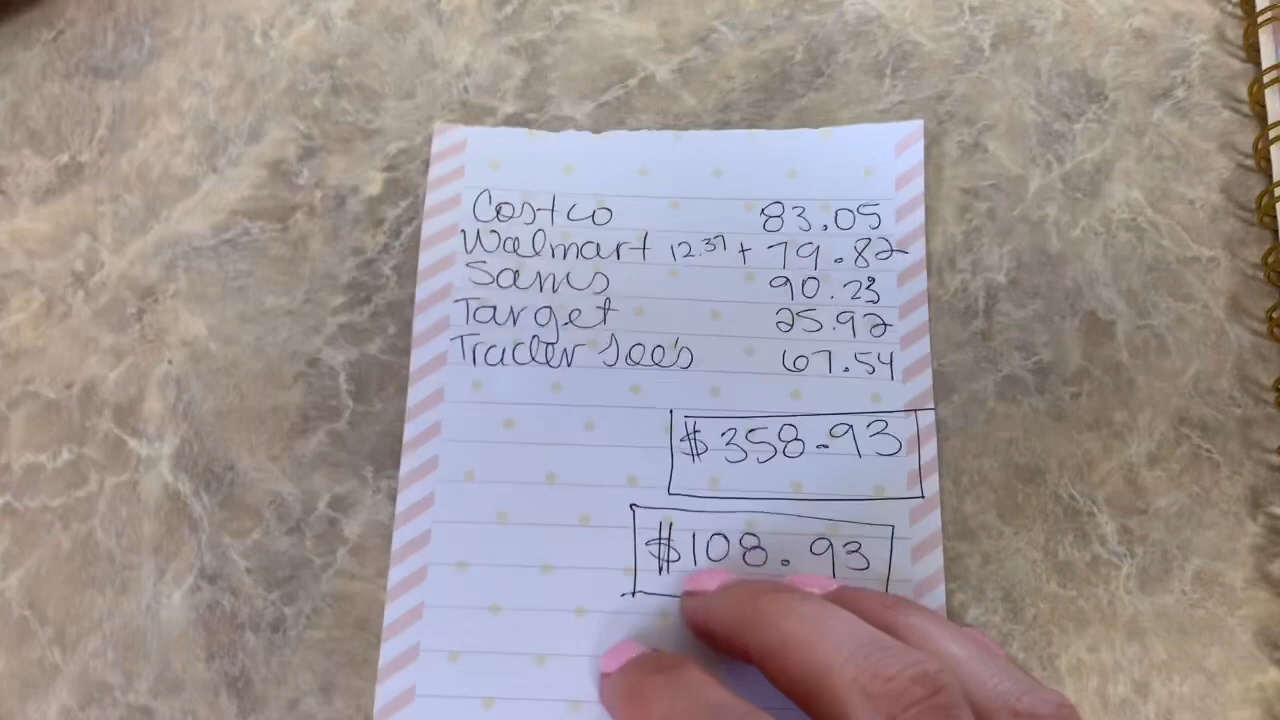 Costco 83.05
Walmart 12.37 + 79.82
Sams 90.23
Target 25.92
Trader Joe's 67.54
$358.93
$108.93